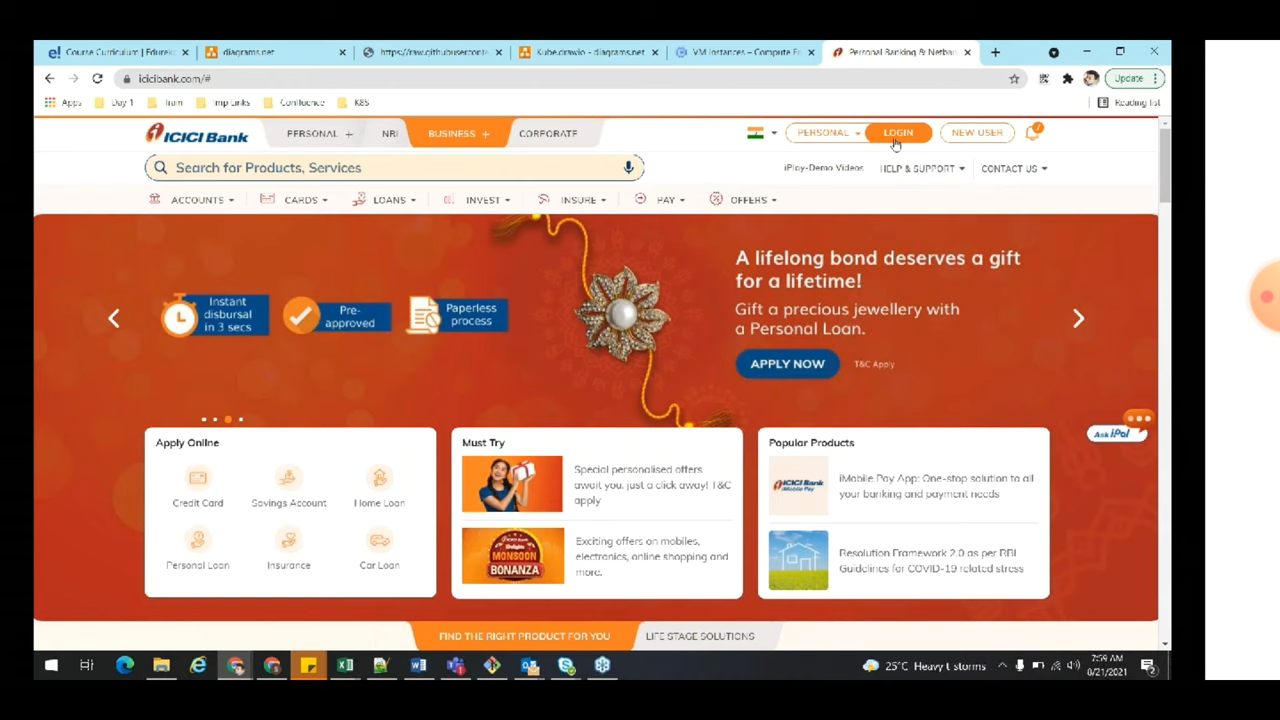 Course Curriculum | Edurek
diagrams.net
https://raw.githubuserconte
Kube.drawio - diagrams.net
VM instances – Compute E
Personal Banking & Netban
icicibank.com/#
Update
Apps
Day 1
Train
Imp Links
Confluence
K8S
Reading list
ICICI Bank
PERSONAL +
NRI
BUSINESS +
CORPORATE
PERSONAL
LOGIN
NEW USER
Search for Products, Services
iPlay-Demo Videos
HELP & SUPPORT
CONTACT US
ACCOUNTS
CARDS
LOANS
INVEST
INSURE
PAY
OFFERS
Instant
disbursal
in 3 secs
Pre-
approved
Paperless
process
A lifelong bond deserves a gift
for a lifetime!
Gift a precious jewellery with
a Personal Loan.
APPLY NOW
T&C Apply
Ask iPal
Apply Online
Credit Card
Savings Account
Home Loan
Personal Loan
Insurance
Car Loan
Must Try
Special personalised offers
await you, just a click away! T&C
apply
MONSOON
BONANZA
Exciting offers on mobiles,
electronics, online shopping and
more.
Popular Products
ICICI Bank
iMobile Pay
iMobile Pay App: One-stop solution to all
your banking and payment needs
Resolution Framework 2.0 as per RBI
Guidelines for COVID-19 related stress
FIND THE RIGHT PRODUCT FOR YOU
LIFE STAGE SOLUTIONS
25°C Heavy t-storms
7:59 AM
8/21/2021